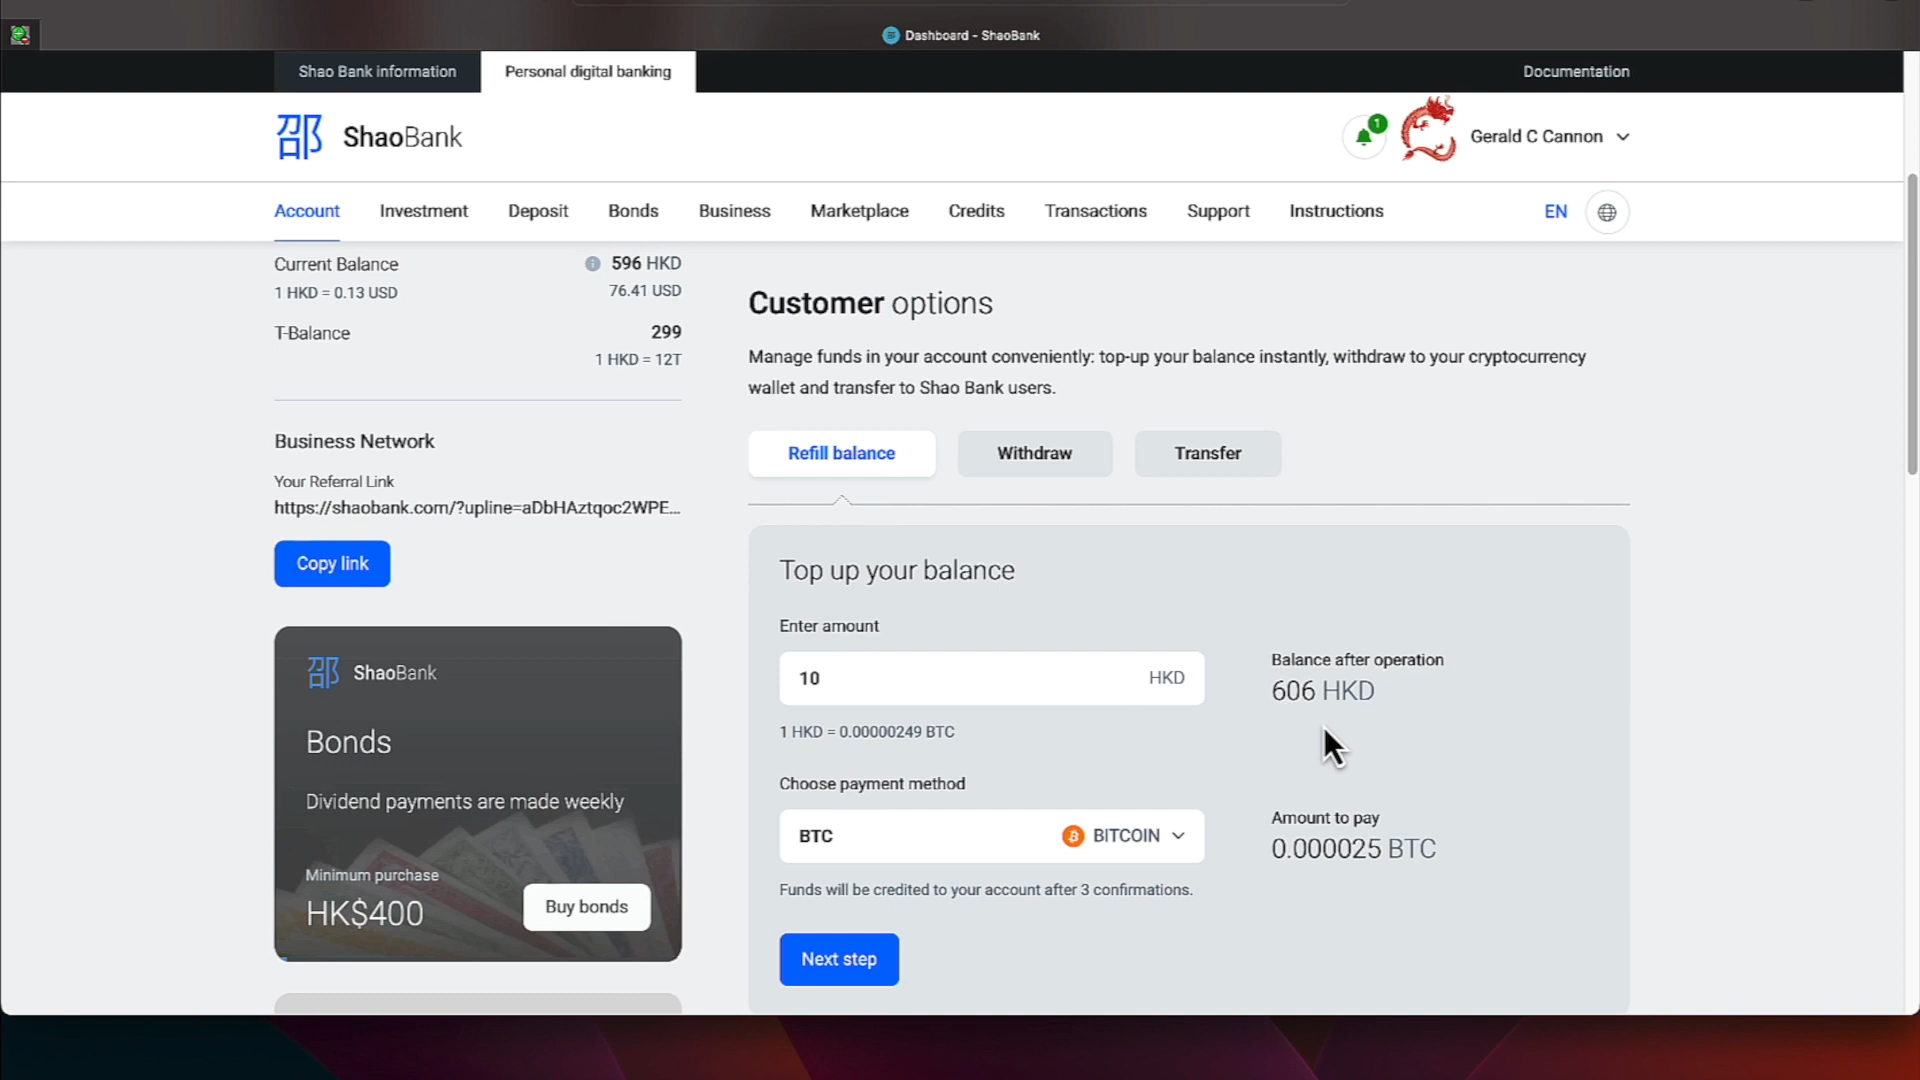 Dashboard - ShaoBank
Shao Bank information
Personal digital banking
Documentation
邵 ShaoBank
1
Gerald C Cannon
Account
Investment
Deposit
Bonds
Business
Marketplace
Credits
Transactions
Support
Instructions
EN
Current Balance
596 HKD
1 HKD = 0.13 USD
76.41 USD
T-Balance
299
1 HKD = 12T
Business Network
Your Referral Link
https://shaobank.com/?upline=aDbHAztqoc2WPE...
Copy link
邵 ShaoBank
Bonds
Dividend payments are made weekly
Minimum purchase
HK$400
Buy bonds
Customer options
Manage funds in your account conveniently: top-up your balance instantly, withdraw to your cryptocurrency
wallet and transfer to Shao Bank users.
Refill balance
Withdraw
Transfer
Top up your balance
Enter amount
10 HKD
1 HKD = 0.00000249 BTC
Balance after operation
606 HKD
Choose payment method
BTC
BITCOIN
Funds will be credited to your account after 3 confirmations.
Amount to pay
0.000025 BTC
Next step